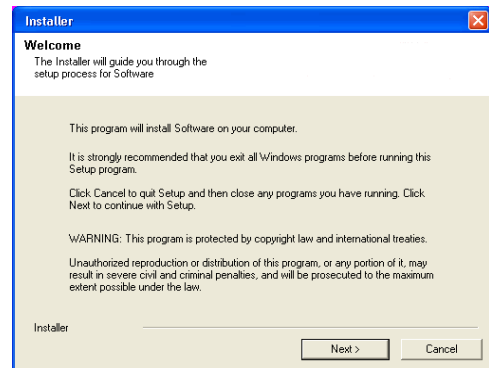 Installer
Welcome
The Installer will guide you through the
setup process for Software
This program will install Software on your computer.
It is strongly recommended that you exit all Windows programs before running this
Setup program.
Click Cancel to quit Setup and then close any programs you have running. Click
Next to continue with Setup.
WARNING: This program is protected by copyright law and international treaties.
Unauthorized reproduction or distribution of this program, or any portion of it, may
result in severe civil and criminal penalties, and will be prosecuted to the maximum
extent possible under the law.
Installer
Next >
Cancel